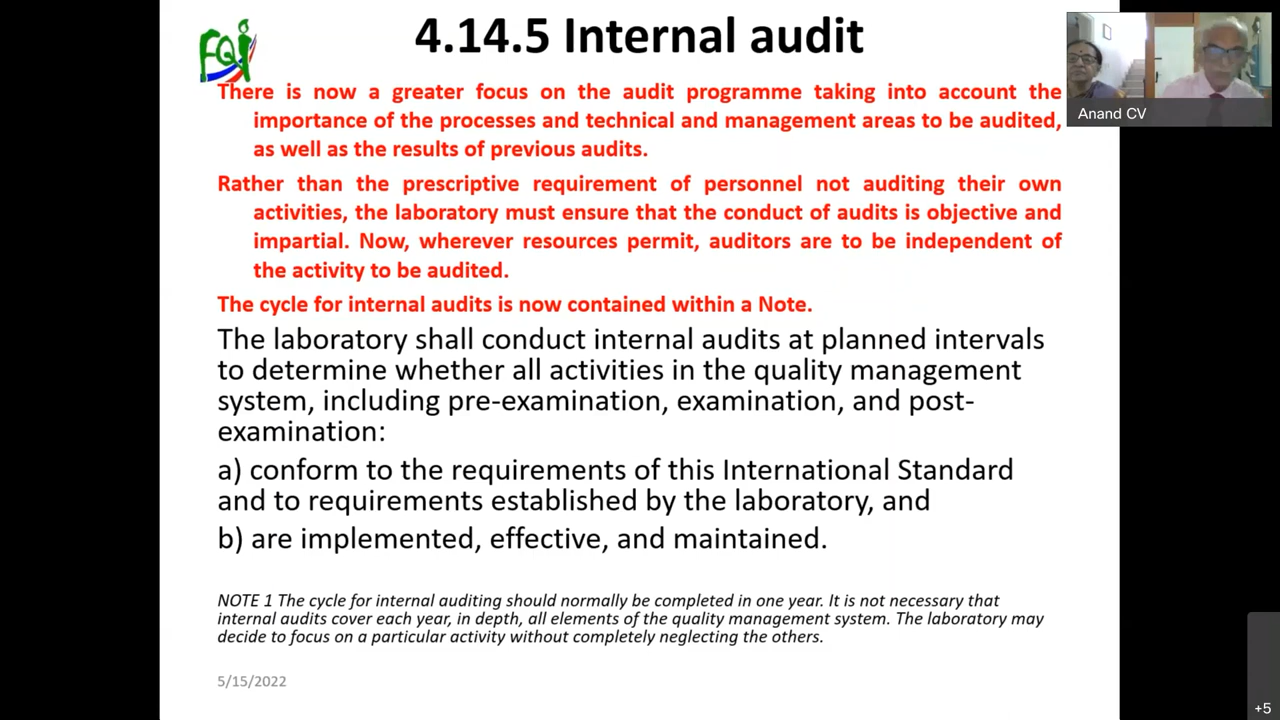 4.14.5 Internal audit
FQI
There is now a greater focus on the audit programme taking into account the
importance of the processes and technical and management areas to be audited,
as well as the results of previous audits.
Rather than the prescriptive requirement of personnel not auditing their own
activities, the laboratory must ensure that the conduct of audits is objective and
impartial. Now, wherever resources permit, auditors are to be independent of
the activity to be audited.
The cycle for internal audits is now contained within a Note.
The laboratory shall conduct internal audits at planned intervals
to determine whether all activities in the quality management
system, including pre-examination, examination, and post-
examination:
a) conform to the requirements of this International Standard
and to requirements established by the laboratory, and
b) are implemented, effective, and maintained.
NOTE 1 The cycle for internal auditing should normally be completed in one year. It is not necessary that
internal audits cover each year, in depth, all elements of the quality management system. The laboratory may
decide to focus on a particular activity without completely neglecting the others.
5/15/2022
Anand CV
+5